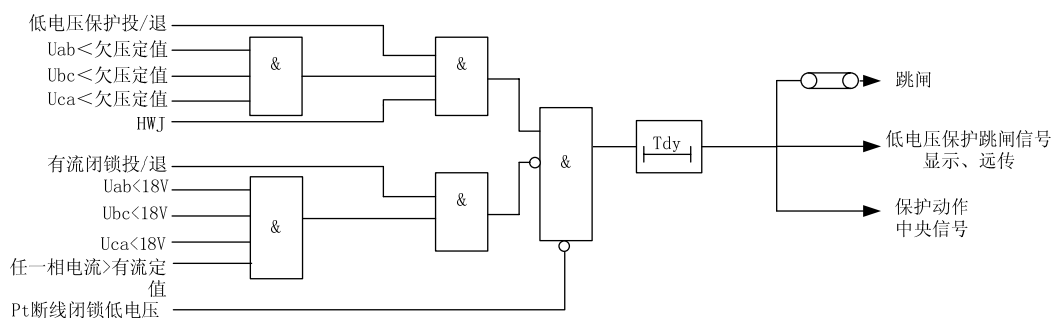 低电压保护投/退
Uab＜欠压定值
Ubc＜欠压定值
Uca＜欠压定值
HWJ
&
&
有流闭锁投/退
Uab<18V
Ubc<18V
Uca<18V
任一相电流>有流定
值
Pt断线闭锁低电压
&
&
&
Tdy
跳闸
低电压保护跳闸信号
显示、远传
保护动作
中央信号